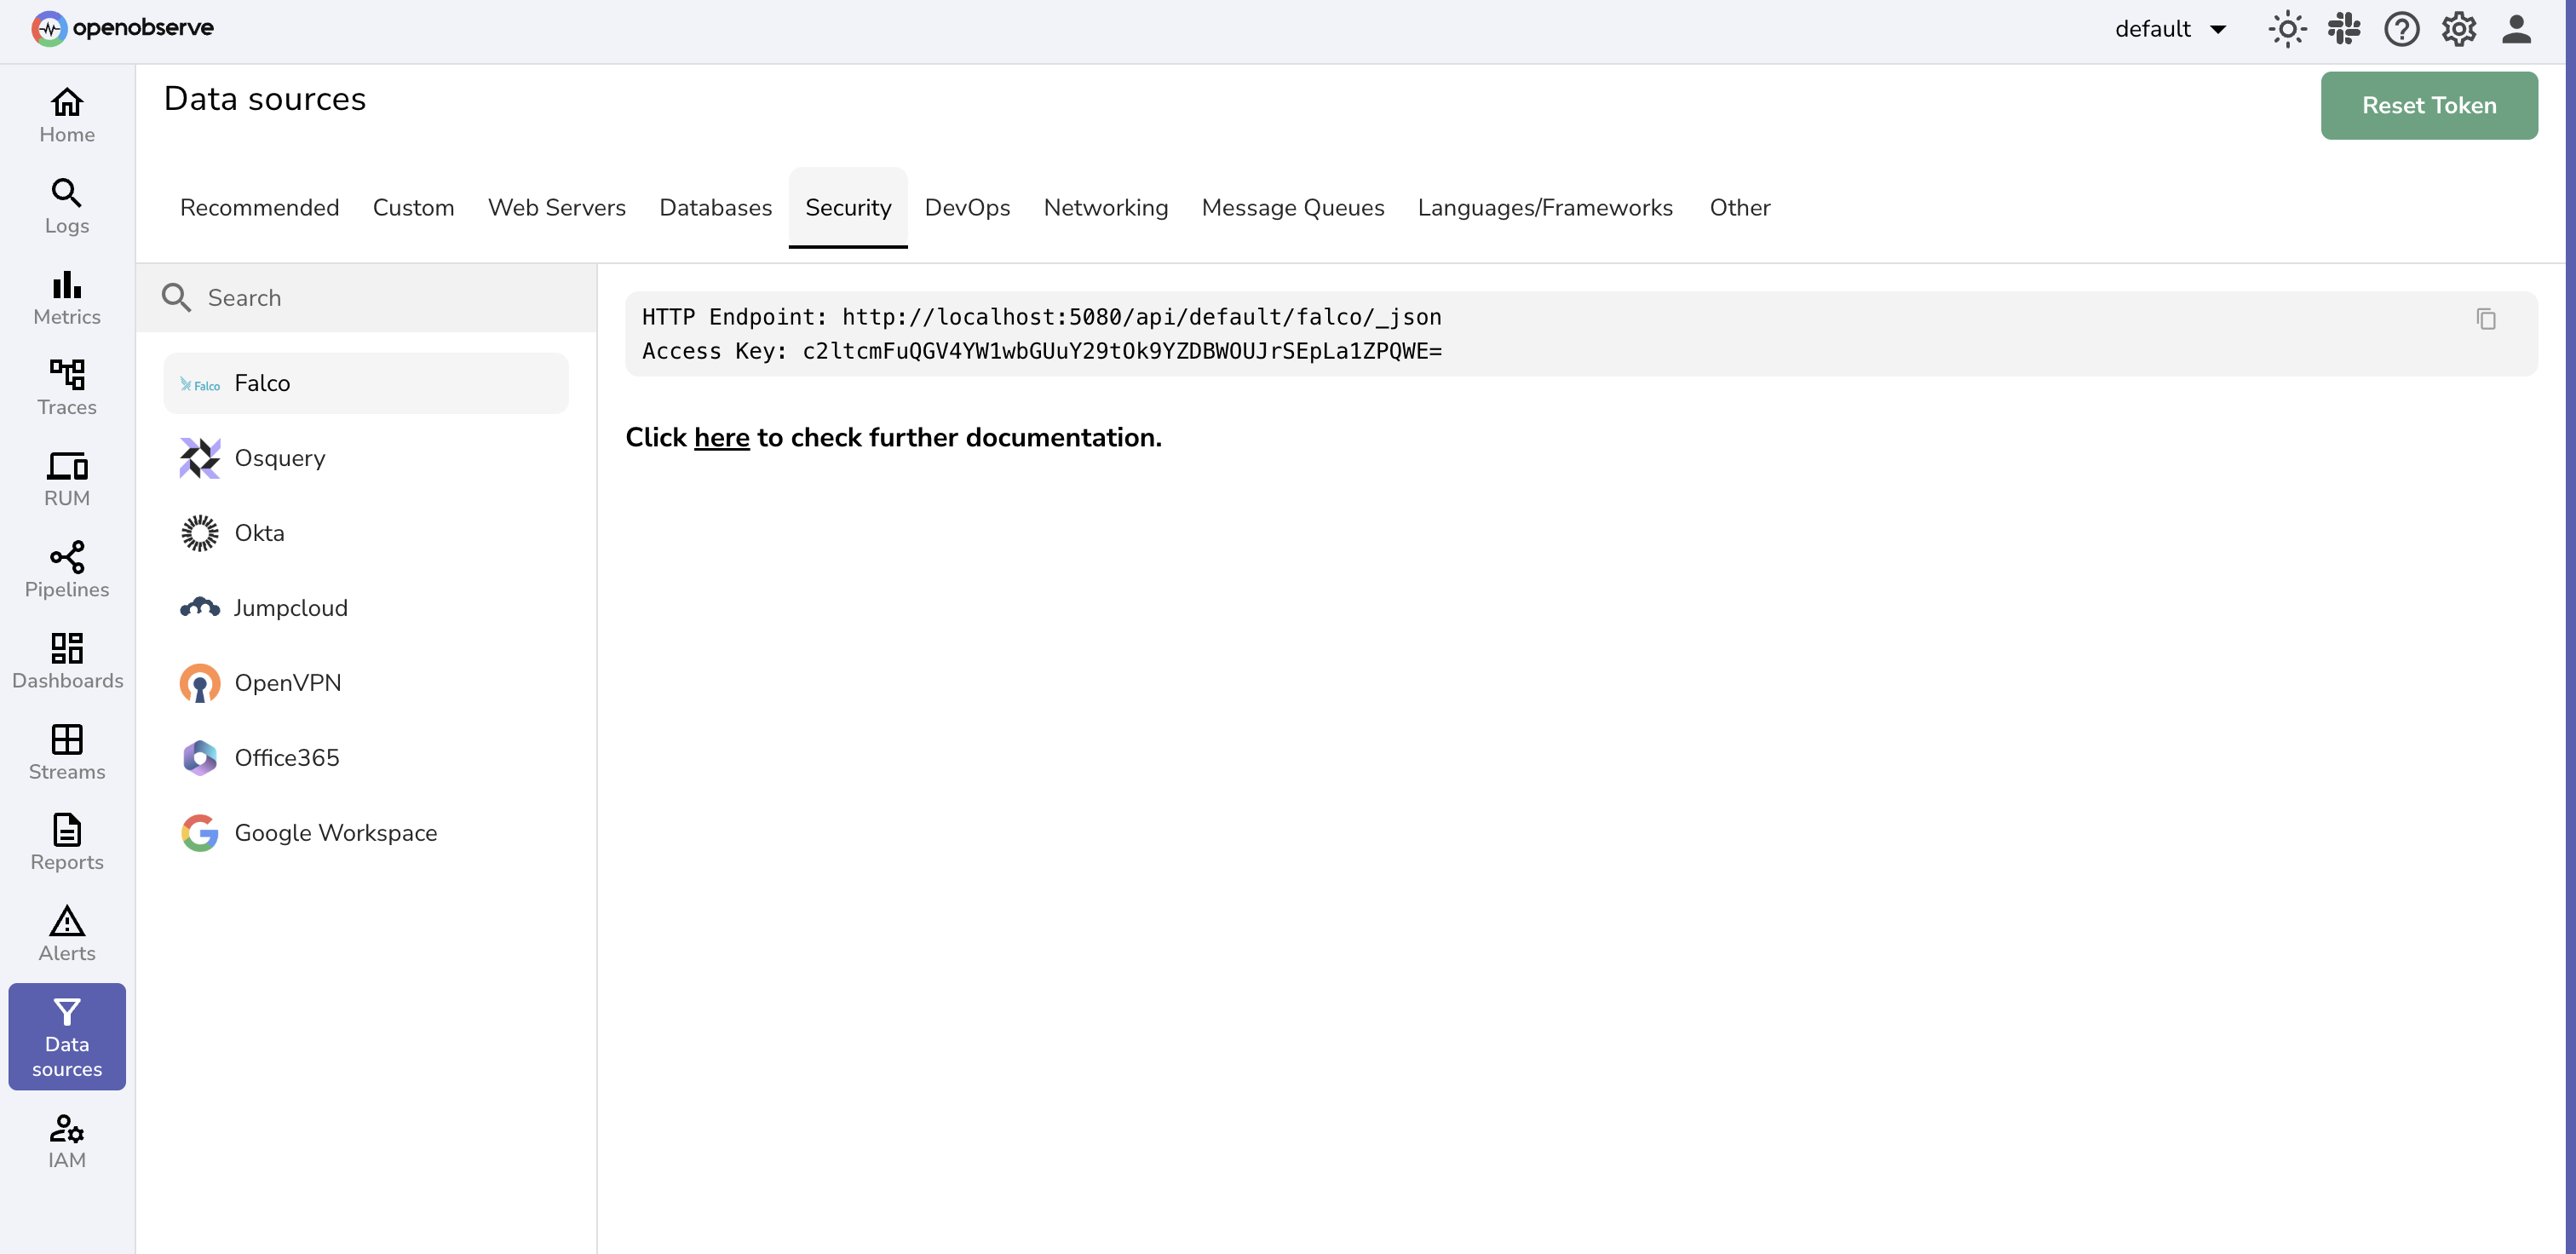 openobserve
default
Home
Logs
Metrics
Traces
RUM
Pipelines
Dashboards
Streams
Reports
Alerts
Data
sources
IAM
Data sources
Reset Token
Recommended Custom Web Servers Databases Security DevOps Networking Message Queues Languages/Frameworks Other
Search
Falco Falco
Osquery
Okta
Jumpcloud
OpenVPN
Office365
Google Workspace
HTTP Endpoint: http://localhost:5080/api/default/falco/_json
Access Key: c2ltcmFuQGV4YW1wbGUuY29tOk9YZDBWOUJrSEpLa1ZPQWE=
Click here to check further documentation.